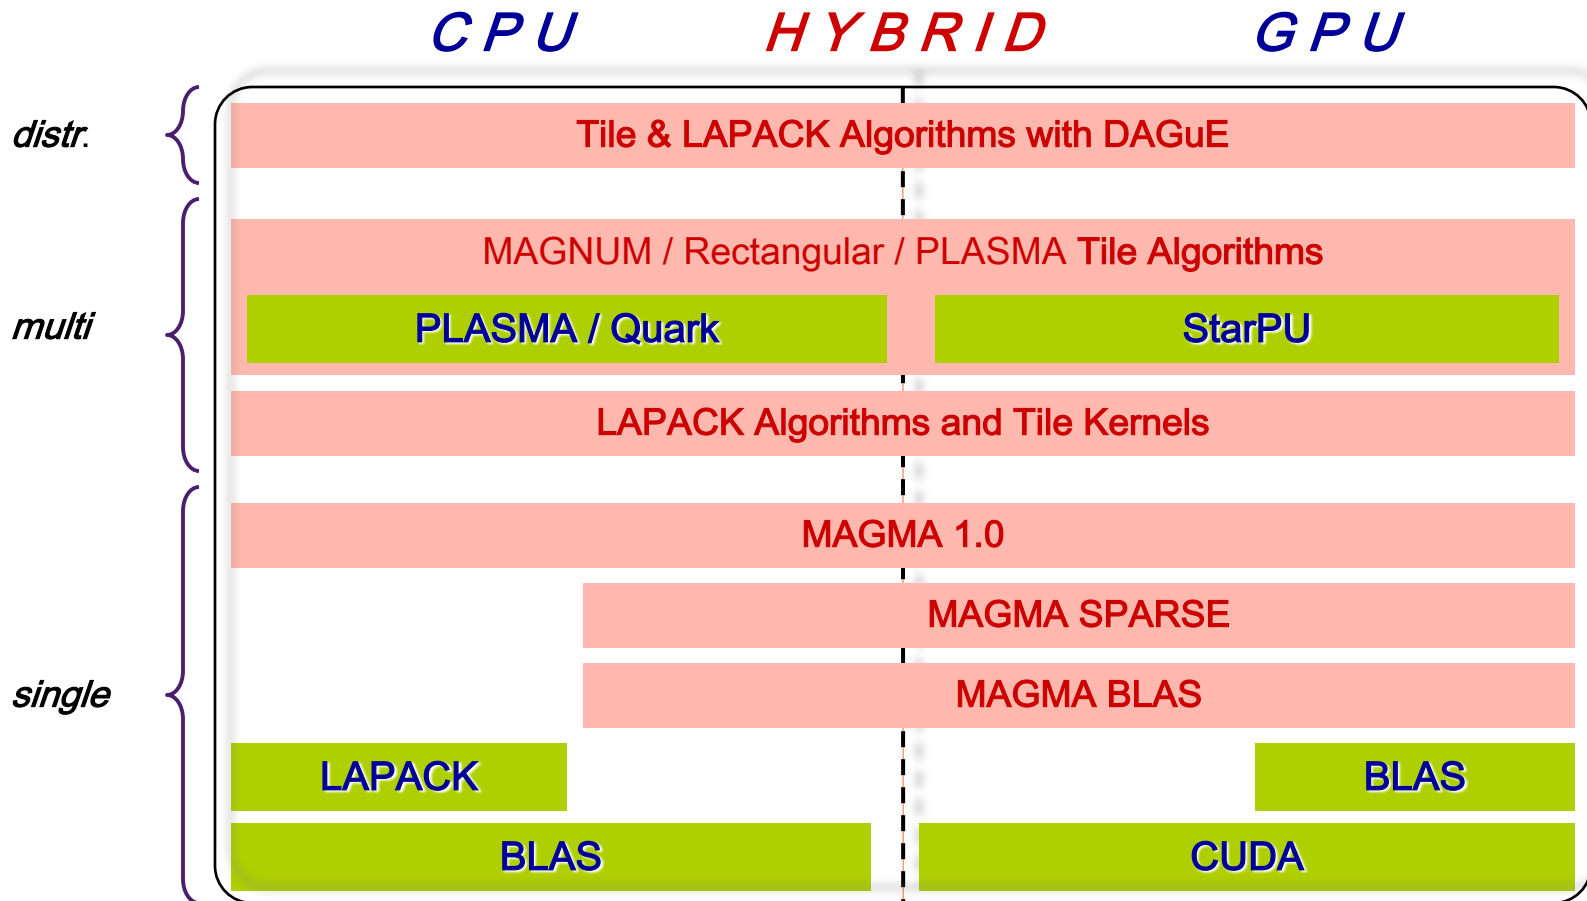 CPU HYBRID GPU
distr. Tile & LAPACK Algorithms with DAGuE
MAGNUM / Rectangular / PLASMA Tile Algorithms
multi PLASMA / Quark StarPU
LAPACK Algorithms and Tile Kernels
MAGMA 1.0
MAGMA SPARSE
single MAGMA BLAS
LAPACK BLAS
BLAS CUDA